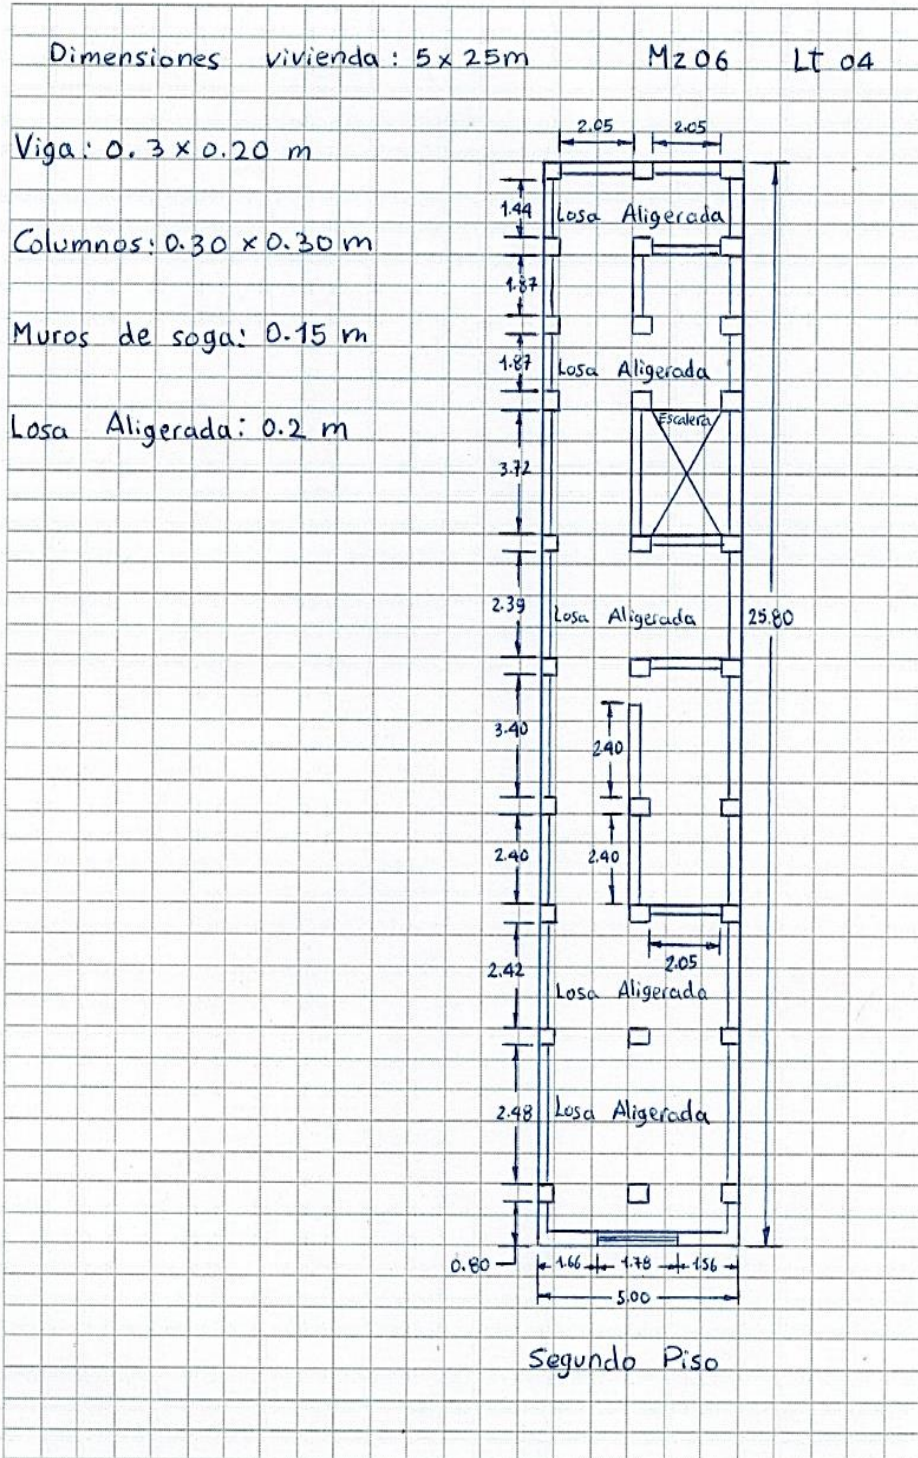 Dimensiones vivienda: 5 x 25m Mz 06 Lt 04
Viga: 0.3 x 0.20 m
Columnos: 0.30 x 0.30 m
Muros de soga: 0.15 m
Losa Aligerada: 0.2 m
2.05 2.05
1.44 Losa Aligerada
1.87
1.87 Losa Aligerada
Escalera
3.72
2.39 Losa Aligerada 25.80
3.40
2.40
2.40 2.40
2.05
2.42
Losa Aligerada
2.48 Losa Aligerada
0.80 1.66 1.78 1.56
5.00
Segundo Piso